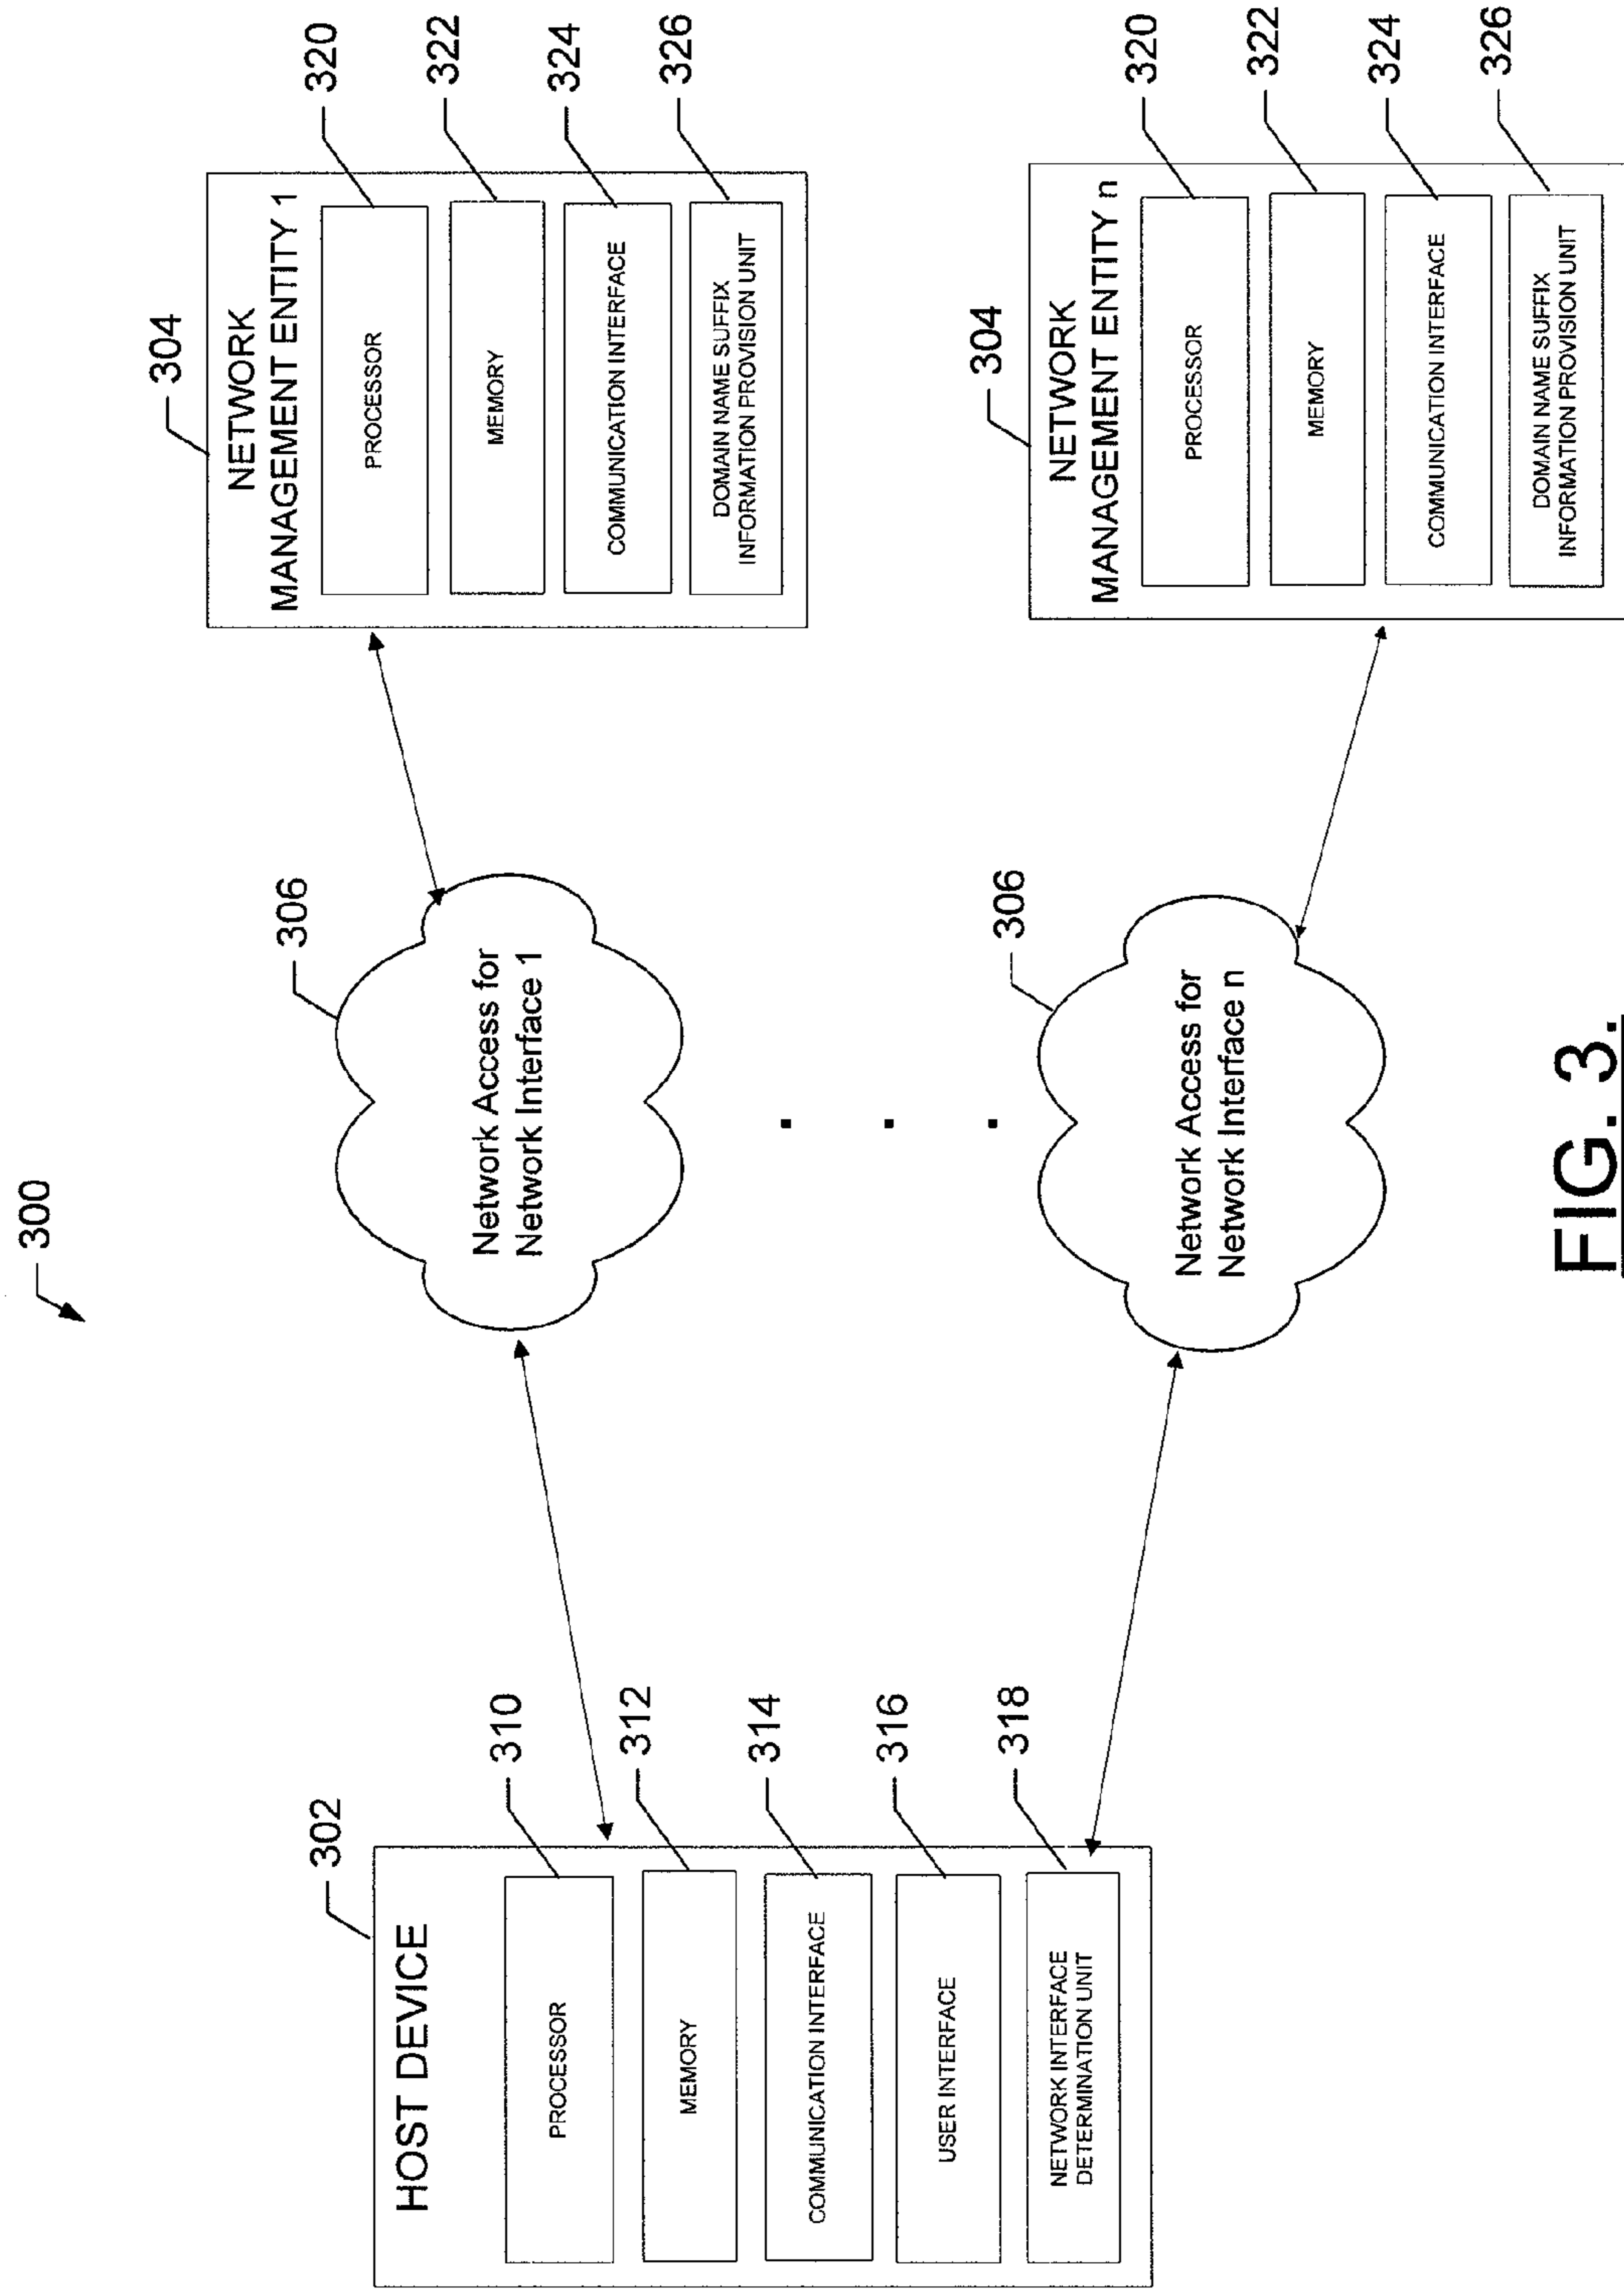 300
302
HOST DEVICE
310
PROCESSOR
312
MEMORY
314
COMMUNICATION INTERFACE
316
USER INTERFACE
318
NETWORK INTERFACE
DETERMINATION UNIT
306
Network Access for
Network Interface 1
306
Network Access for
Network Interface n
304
NETWORK
MANAGEMENT ENTITY 1
320
PROCESSOR
322
MEMORY
324
COMMUNICATION INTERFACE
326
DOMAIN NAME SUFFIX
INFORMATION PROVISION UNIT
304
NETWORK
MANAGEMENT ENTITY n
320
PROCESSOR
322
MEMORY
324
COMMUNICATION INTERFACE
326
DOMAIN NAME SUFFIX
INFORMATION PROVISION UNIT
FIG. 3.